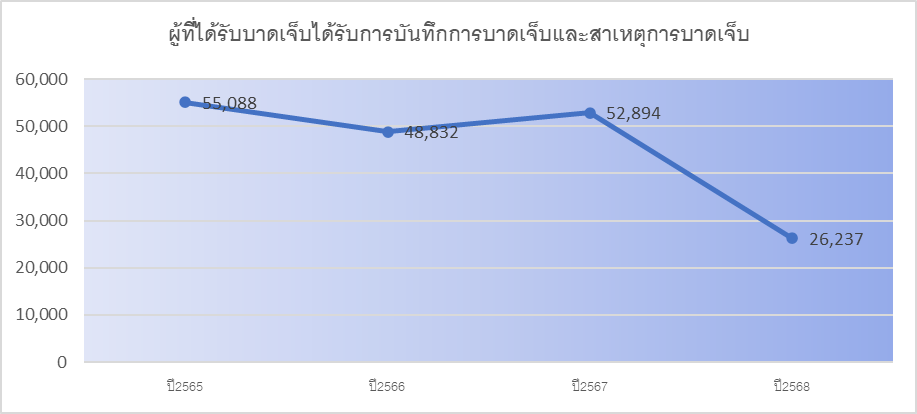 ผู้ที่ได้รับบาดเจ็บได้รับการบันทึกการบาดเจ็บและสาเหตุการบาดเจ็บ
60,000
50,000
40,000
30,000
20,000
10,000
0
55,088
48,832
52,894
26,237
ปี2565
ปี2566
ปี2567
ปี2568